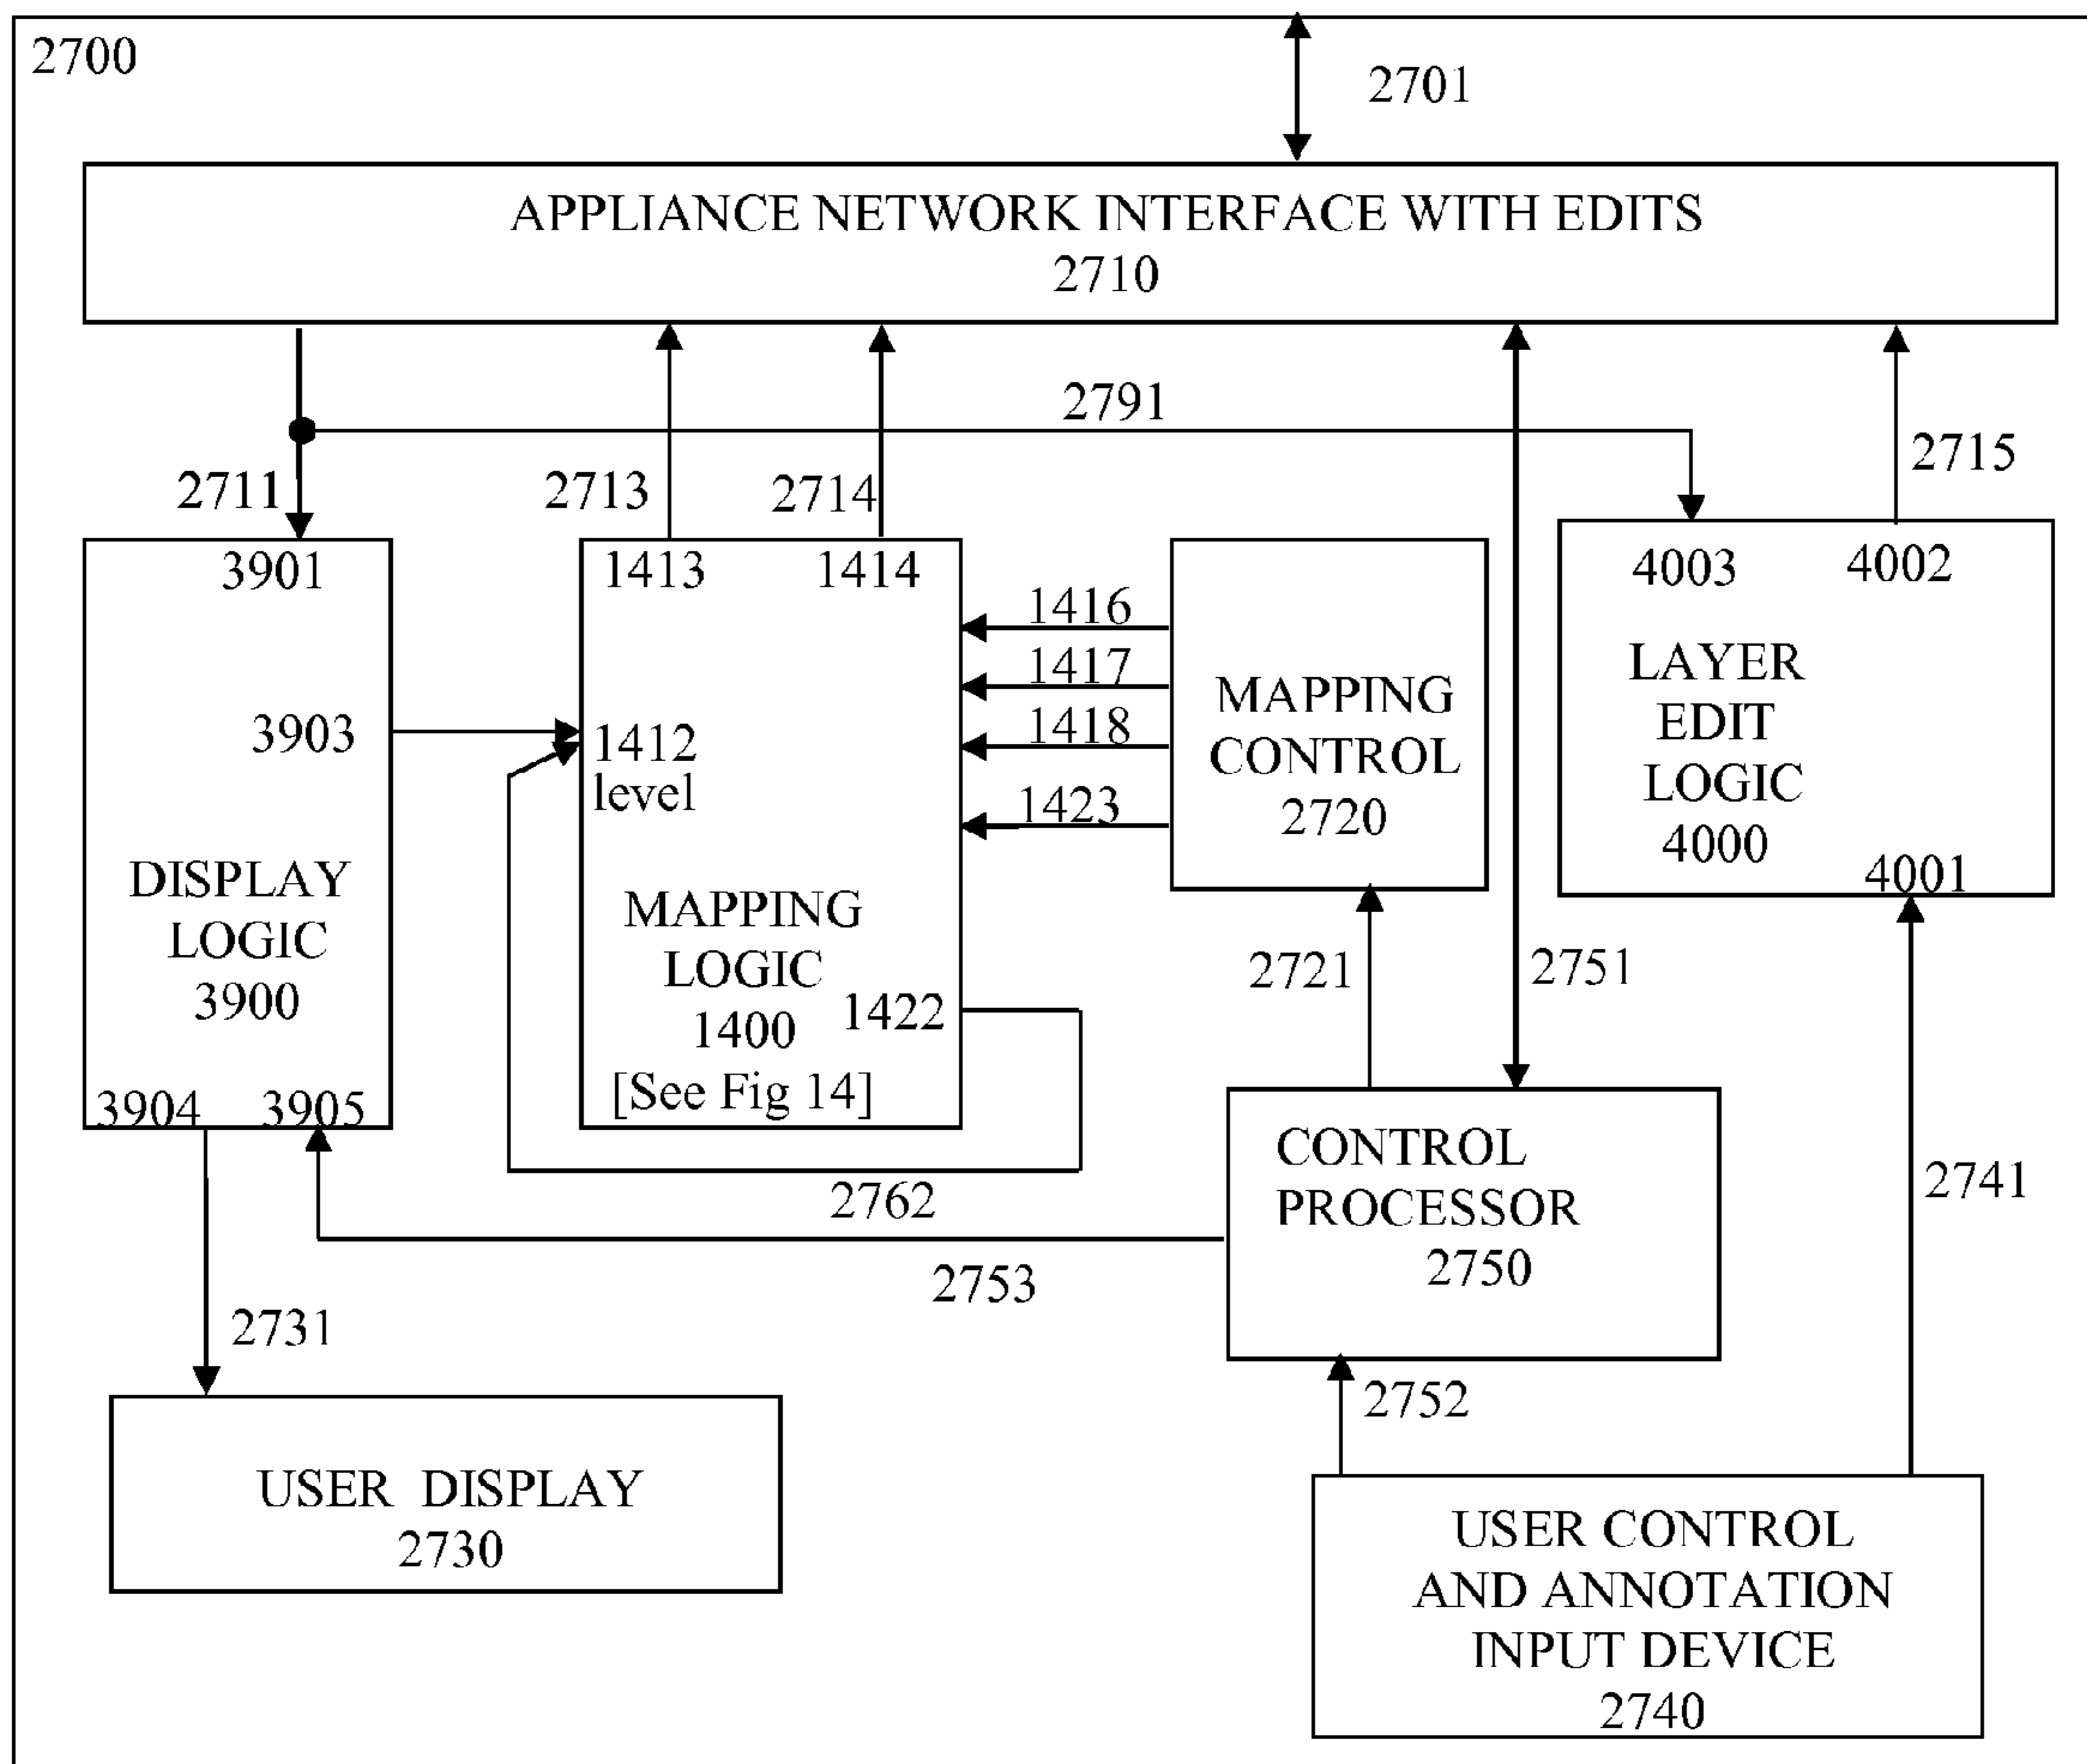 2700
2701
APPLIANCE NETWORK INTERFACE WITH EDITS
2710
2791
2711
2713
2714
2715
3901
1413
1414
4003
4002
1416
1417
1418
1423
3903
1412
level
MAPPING
CONTROL
2720
LAYER
EDIT
LOGIC
4000
4001
DISPLAY
LOGIC
3900
MAPPING
LOGIC
1400
1422
[See Fig 14]
3904
3905
2721
2751
2741
2762
2753
CONTROL
PROCESSOR
2750
2731
2752
USER DISPLAY
2730
USER CONTROL
AND ANNOTATION
INPUT DEVICE
2740